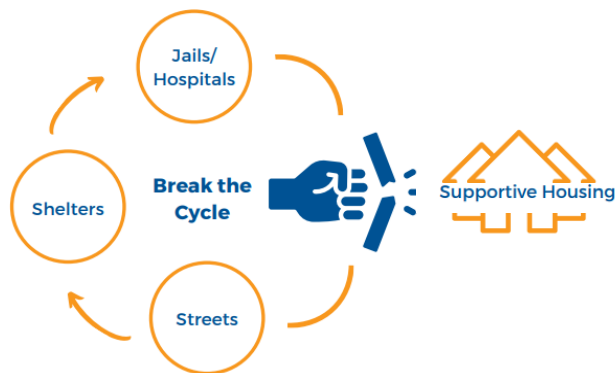 Jails/
Hospitals
Break the
Cycle
Shelters
Streets
Supportive Housing